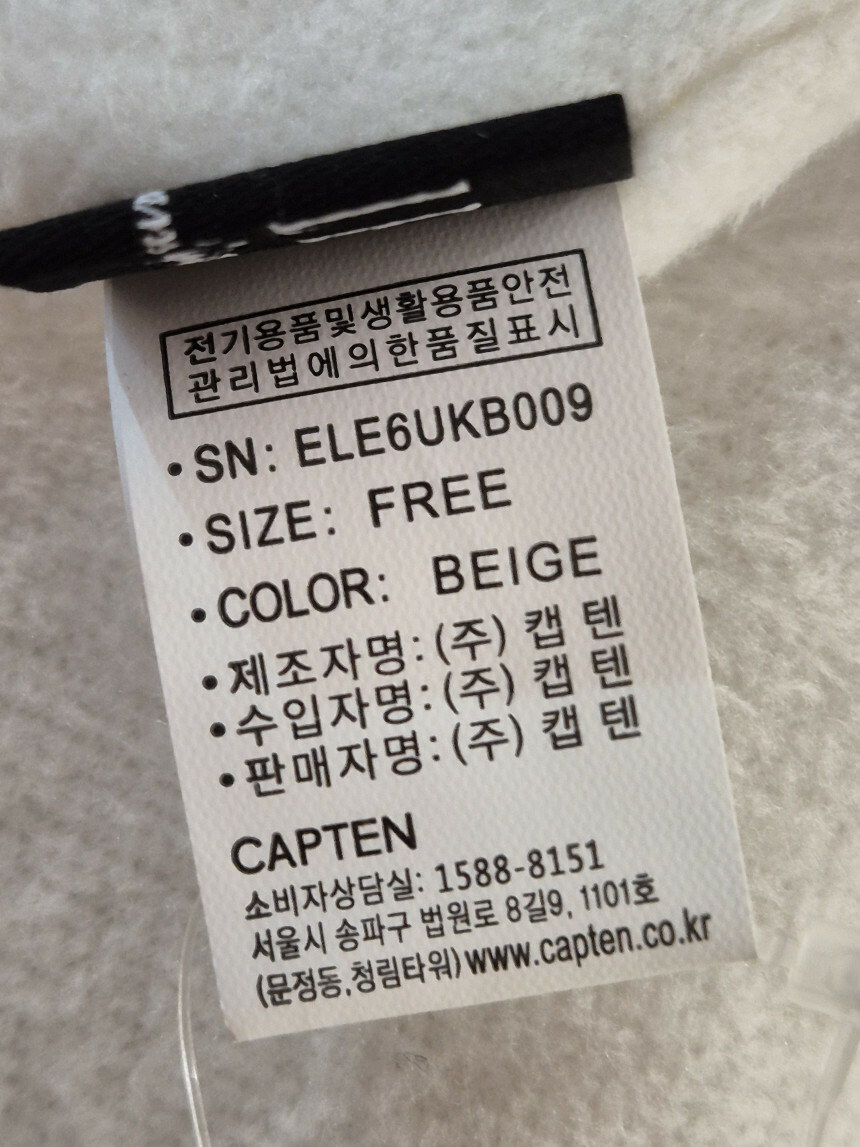 전기용품및생활용품안전
관리법에의한품질표시
• SN: ELE6UKB009
• SIZE: FREE
• COLOR: BEIGE
• 제조자명: (주) 캡 텐
• 수입자명: (주) 캡 텐
• 판매자명: (주) 캡 텐
CAPTEN
소비자상담실: 1588-8151
서울시 송파구 법원로 8길9, 1101호
(문정동,청림타워) www.capten.co.kr